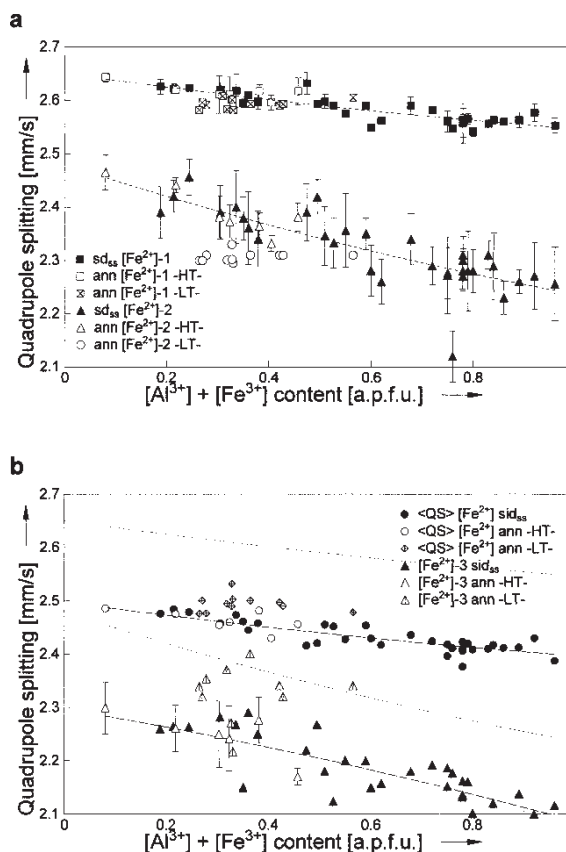 a
2.7
2.6
2.5
2.4
2.3
2.2
2.1
Quadrupole splitting [mm/s]
sd_ss [Fe²⁺]-1
ann [Fe²⁺]-1 -HT-
ann [Fe²⁺]-1 -LT-
sd_ss [Fe²⁺]-2
ann [Fe²⁺]-2 -HT-
ann [Fe²⁺]-2 -LT-
0 0.2 0.4 0.6 0.8
[Al³⁺] + [Fe³⁺] content [a.p.f.u.]
b
2.7
2.6
2.5
2.4
2.3
2.2
2.1
Quadrupole splitting [mm/s]
<QS> [Fe²⁺] sid_ss
<QS> [Fe²⁺] ann -HT-
<QS> [Fe²⁺] ann -LT-
[Fe²⁺]-3 sid_ss
[Fe²⁺]-3 ann -HT-
[Fe²⁺]-3 ann -LT-
0 0.2 0.4 0.6 0.8
[Al³⁺] + [Fe³⁺] content [a.p.f.u.]